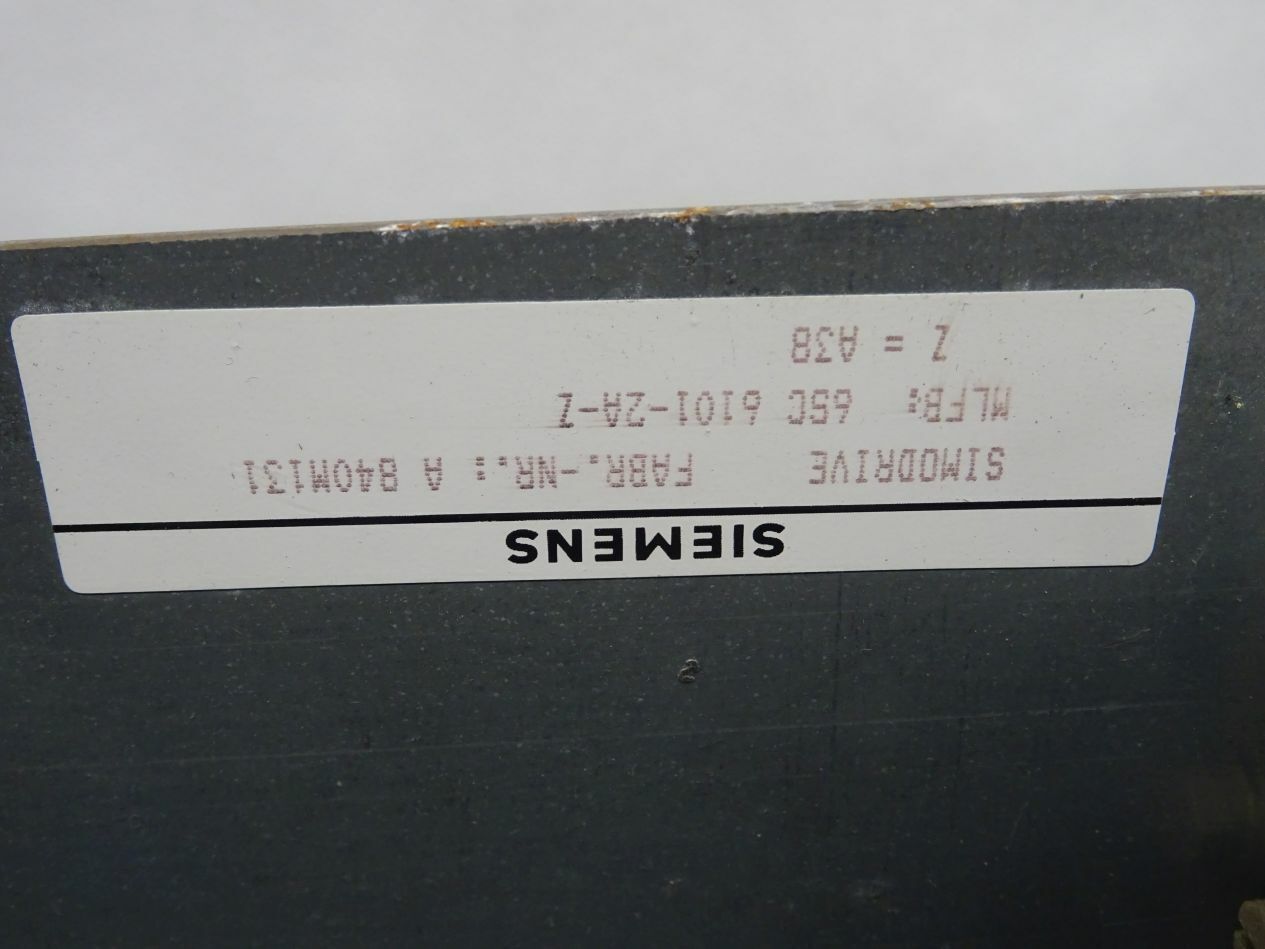 SIEMENS
SIMODRIVE FABR.-NR.: A 840M131
MLFB: 6SC 6101-2A-Z
Z = A38